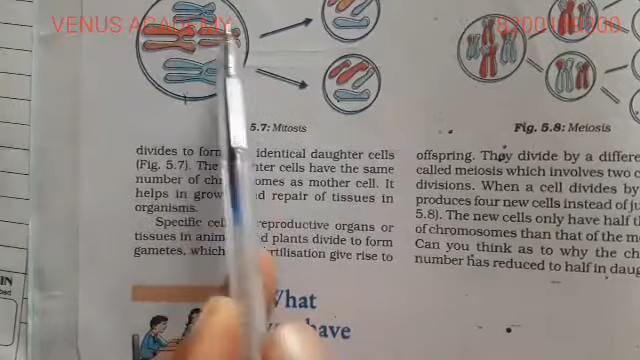 VENUS ACADEMY
5.7: Mitosis
Fig. 5.8: Meiosis
divides to form identical daughter cells
(Fig. 5.7). The daughter cells have the same
number of chromosomes as mother cell. It
helps in growth and repair of tissues in
organisms.
Specific cells of reproductive organs or
tissues in animals and plants divide to form
gametes, which fertilisation give rise to
offspring. They divide by a differe
called meiosis which involves two c
divisions. When a cell divides by
produces four new cells instead of ju
5.8). The new cells only have half t
of chromosomes than that of the m
Can you think as to why the ch
number has reduced to half in daug
What
have